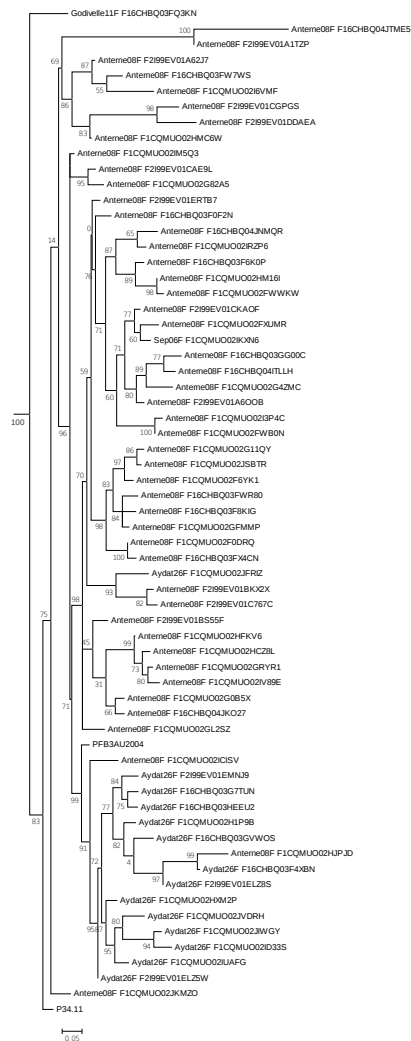 Godivelle11F F16CHBQ03FQ3KN
Anterne08F F16CHBQ04JTME5
100
Anterne08F F2I99EV01A1TZP
69
Anterne08F F2I99EV01A62J7
87
Anterne08F F16CHBQ03FW7WS
55
Anterne08F F1CQMUO02I6VMF
86
Anterne08F F2I99EV01CGPGS
98
Anterne08F F2I99EV01DDAEA
83
Anterne08F F1CQMUO02HMC6W
Anterne08F F1CQMUO02IM5Q3
Anterne08F F2I99EV01CAE9L
95
Anterne08F F1CQMUO02G82A5
Anterne08F F2I99EV01ERTB7
Anterne08F F16CHBQ03F0F2N
0
Anterne08F F16CHBQ04JNMQR
65
14
Anterne08F F1CQMUO02IRZP6
87
Anterne08F F16CHBQ03F6K0P
76
89
Anterne08F F1CQMUO02HM16I
98
Anterne08F F1CQMUO02FWWKW
Anterne08F F2I99EV01CKAOF
77
Anterne08F F1CQMUO02FXUMR
71
60
Sep06F F1CQMUO02IKXN6
71
Anterne08F F16CHBQ03GG00C
77
59
89
Anterne08F F16CHBQ04ITLLH
60
80
Anterne08F F1CQMUO02G4ZMC
Anterne08F F2I99EV01A6OOB
Anterne08F F1CQMUO02I3P4C
100
96
100
Anterne08F F1CQMUO02FWB0N
Anterne08F F1CQMUO02G11QY
86
97
Anterne08F F1CQMUO02JSBTR
70
Anterne08F F1CQMUO02F6YK1
83
Anterne08F F16CHBQ03FWR80
Anterne08F F16CHBQ03F8KIG
98
84
Anterne08F F1CQMUO02GFMMP
Anterne08F F1CQMUO02F0DRQ
100
Anterne08F F16CHBQ03FX4CN
Aydat26F F1CQMUO02JFRIZ
93
Anterne08F F2I99EV01BKX2X
98
82
Anterne08F F2I99EV01C767C
75
Anterne08F F2I99EV01BS55F
Anterne08F F1CQMUO02HFKV6
45
99
Anterne08F F1CQMUO02HCZ8L
73
Anterne08F F1CQMUO02GRYR1
31
80
Anterne08F F1CQMUO02IV89E
Anterne08F F1CQMUO02G0B5X
71
66
Anterne08F F16CHBQ04JKO27
Anterne08F F1CQMUO02GL2SZ
PFB3AU2004
Anterne08F F1CQMUO02ICISV
Aydat26F F2I99EV01EMNJ9
84
Aydat26F F16CHBQ03G7TUN
99
77
75
Aydat26F F16CHBQ03HEEU2
83
Aydat26F F1CQMUO02H1P9B
91
82
Aydat26F F16CHBQ03GVWOS
Anterne08F F1CQMUO02HJPJD
72
4
99
Aydat26F F16CHBQ03F4XBN
97
Aydat26F F2I99EV01ELZ8S
Aydat26F F1CQMUO02HXM2P
Aydat26F F1CQMUO02JVDRH
9587
80
Aydat26F F1CQMUO02JIWGY
95
94
Aydat26F F1CQMUO02ID33S
Aydat26F F1CQMUO02IUAFG
Aydat26F F2I99EV01ELZ5W
Anterne08F F1CQMUO02JKMZO
P34.11
0.05